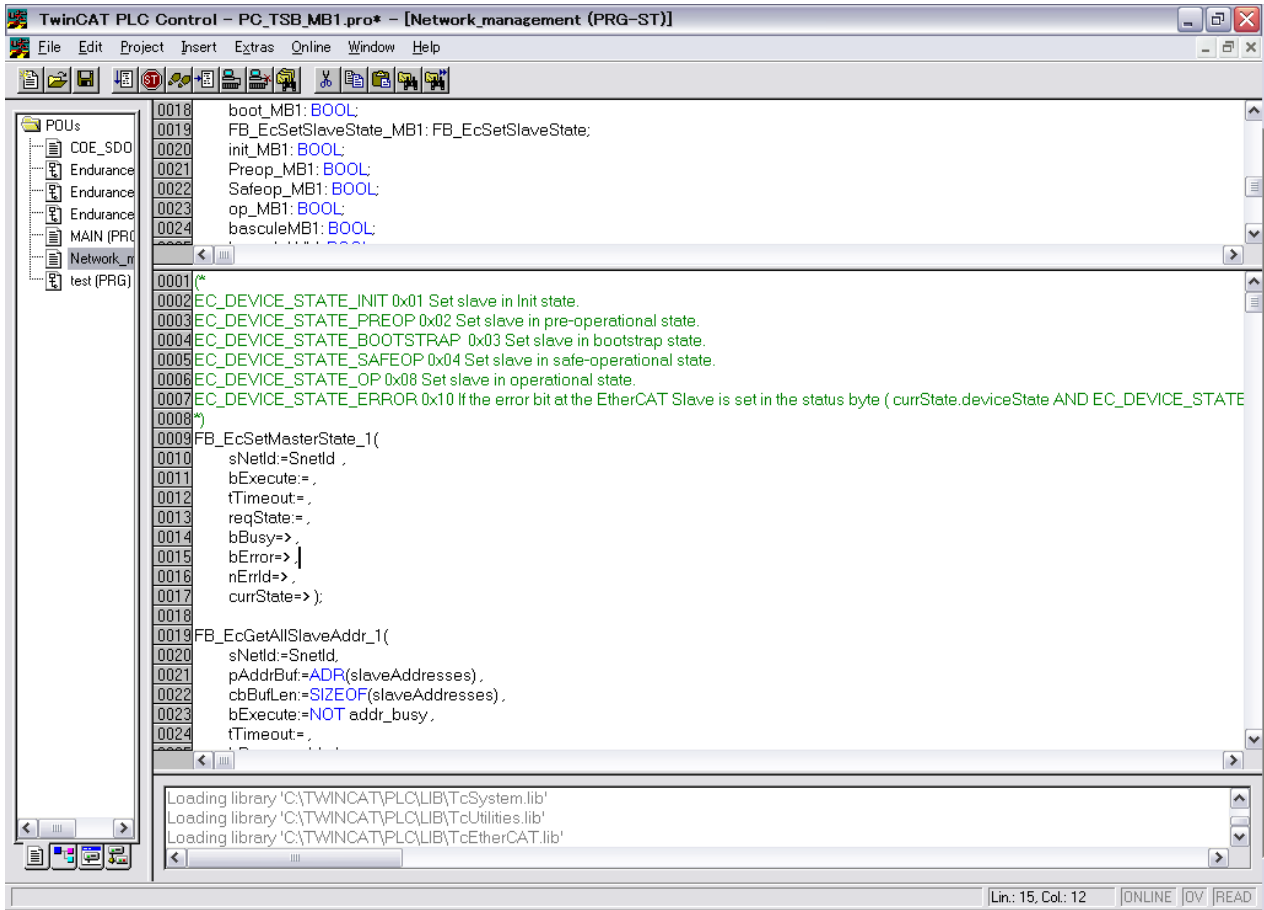 TwinCAT PLC Control - PC_TSB_MB1.pro* - [Network_management (PRG-ST)]
File Edit Project Insert Extras Online Window Help
POUs
COE_SDO
Endurance
Endurance
Endurance
MAIN (PRG
Network_m
test (PRG)
0018 boot_MB1: BOOL;
0019 FB_EcSetSlaveState_MB1: FB_EcSetSlaveState;
0020 init_MB1: BOOL;
0021 Preop_MB1: BOOL;
0022 Safeop_MB1: BOOL;
0023 op_MB1: BOOL;
0024 basculeMB1: BOOL;
0001 (*
0002 EC_DEVICE_STATE_INIT 0x01 Set slave in Init state.
0003 EC_DEVICE_STATE_PREOP 0x02 Set slave in pre-operational state.
0004 EC_DEVICE_STATE_BOOTSTRAP 0x03 Set slave in bootstrap state.
0005 EC_DEVICE_STATE_SAFEOP 0x04 Set slave in safe-operational state.
0006 EC_DEVICE_STATE_OP 0x08 Set slave in operational state.
0007 EC_DEVICE_STATE_ERROR 0x10 If the error bit at the EtherCAT Slave is set in the status byte ( currState.deviceState AND EC_DEVICE_STATE
0008 *)
0009 FB_EcSetMasterState_1(
0010 sNetId:=SnetId ,
0011 bExecute:= ,
0012 tTimeout:= ,
0013 reqState:= ,
0014 bBusy=> ,
0015 bError=> ,
0016 nErrId=> ,
0017 currState=> );
0018
0019 FB_EcGetAllSlaveAddr_1(
0020 sNetId:=SnetId,
0021 pAddrBuf:=ADR(slaveAddresses) ,
0022 cbBufLen:=SIZEOF(slaveAddresses) ,
0023 bExecute:=NOT addr_busy ,
0024 tTimeout:= ,
Loading library 'C:\TWINCAT\PLC\LIB\TcSystem.lib'
Loading library 'C:\TWINCAT\PLC\LIB\TcUtilities.lib'
Loading library 'C:\TWINCAT\PLC\LIB\TcEtherCAT.lib'
Lin.: 15, Col.: 12 ONLINE OV READ